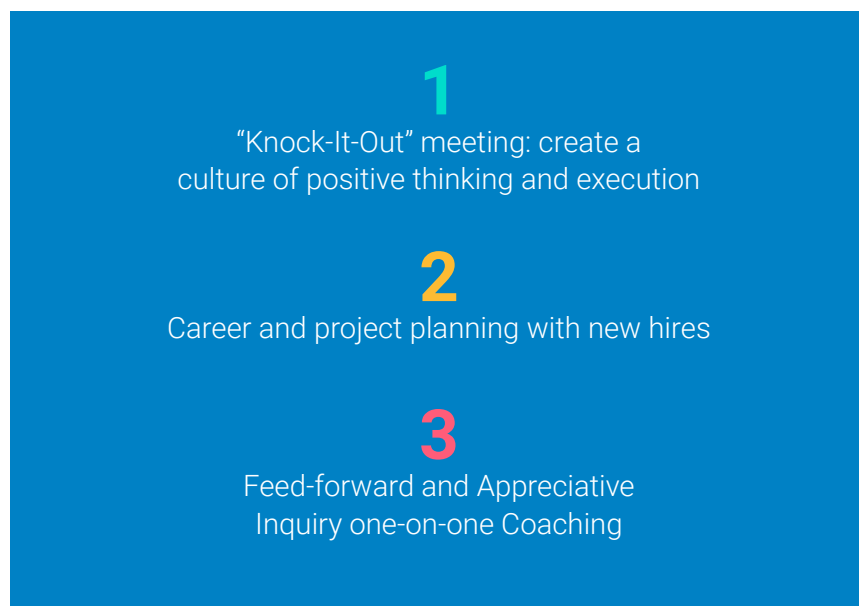 1
“Knock-It-Out” meeting: create a
culture of positive thinking and execution
2
Career and project planning with new hires
3
Feed-forward and Appreciative
Inquiry one-on-one Coaching